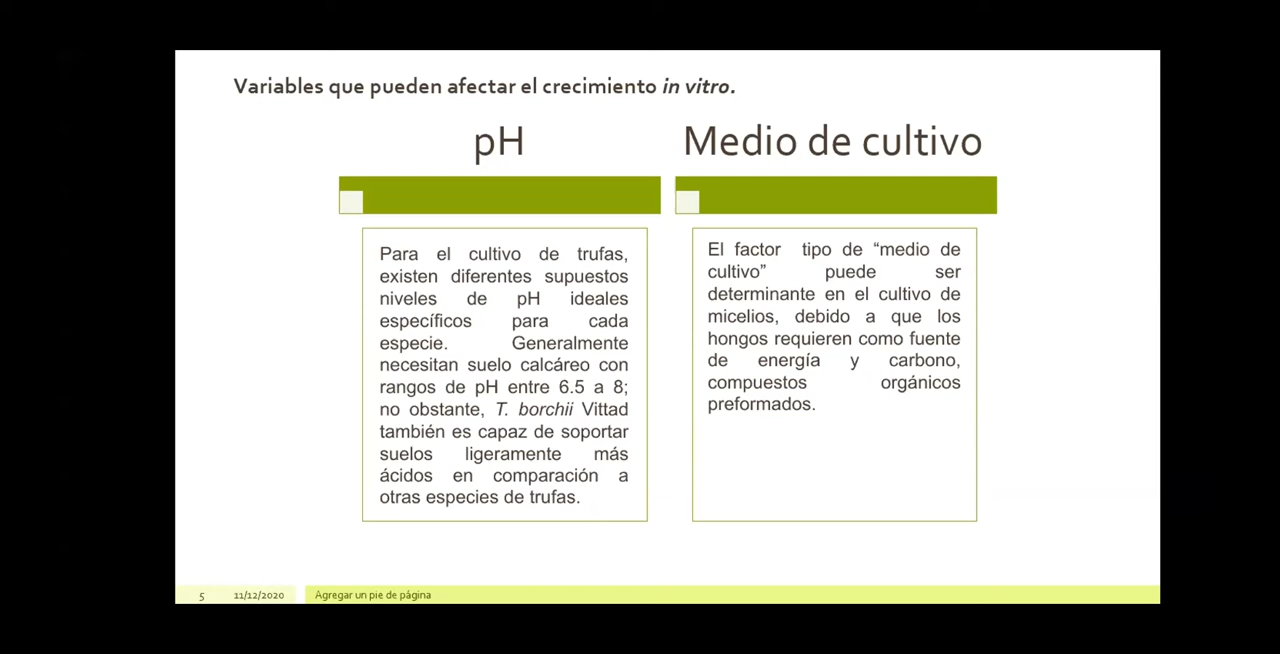 Variables que pueden afectar el crecimiento in vitro.
pH
Para el cultivo de trufas,
existen diferentes supuestos
niveles de pH ideales
específicos para cada
especie. Generalmente
necesitan suelo calcáreo con
rangos de pH entre 6.5 a 8;
no obstante, T. borchii Vittad
también es capaz de soportar
suelos ligeramente más
ácidos en comparación a
otras especies de trufas.
Medio de cultivo
El factor tipo de “medio de
cultivo” puede ser
determinante en el cultivo de
micelios, debido a que los
hongos requieren como fuente
de energía y carbono,
compuestos orgánicos
preformados.
5 11/12/2020 Agregar un pie de página